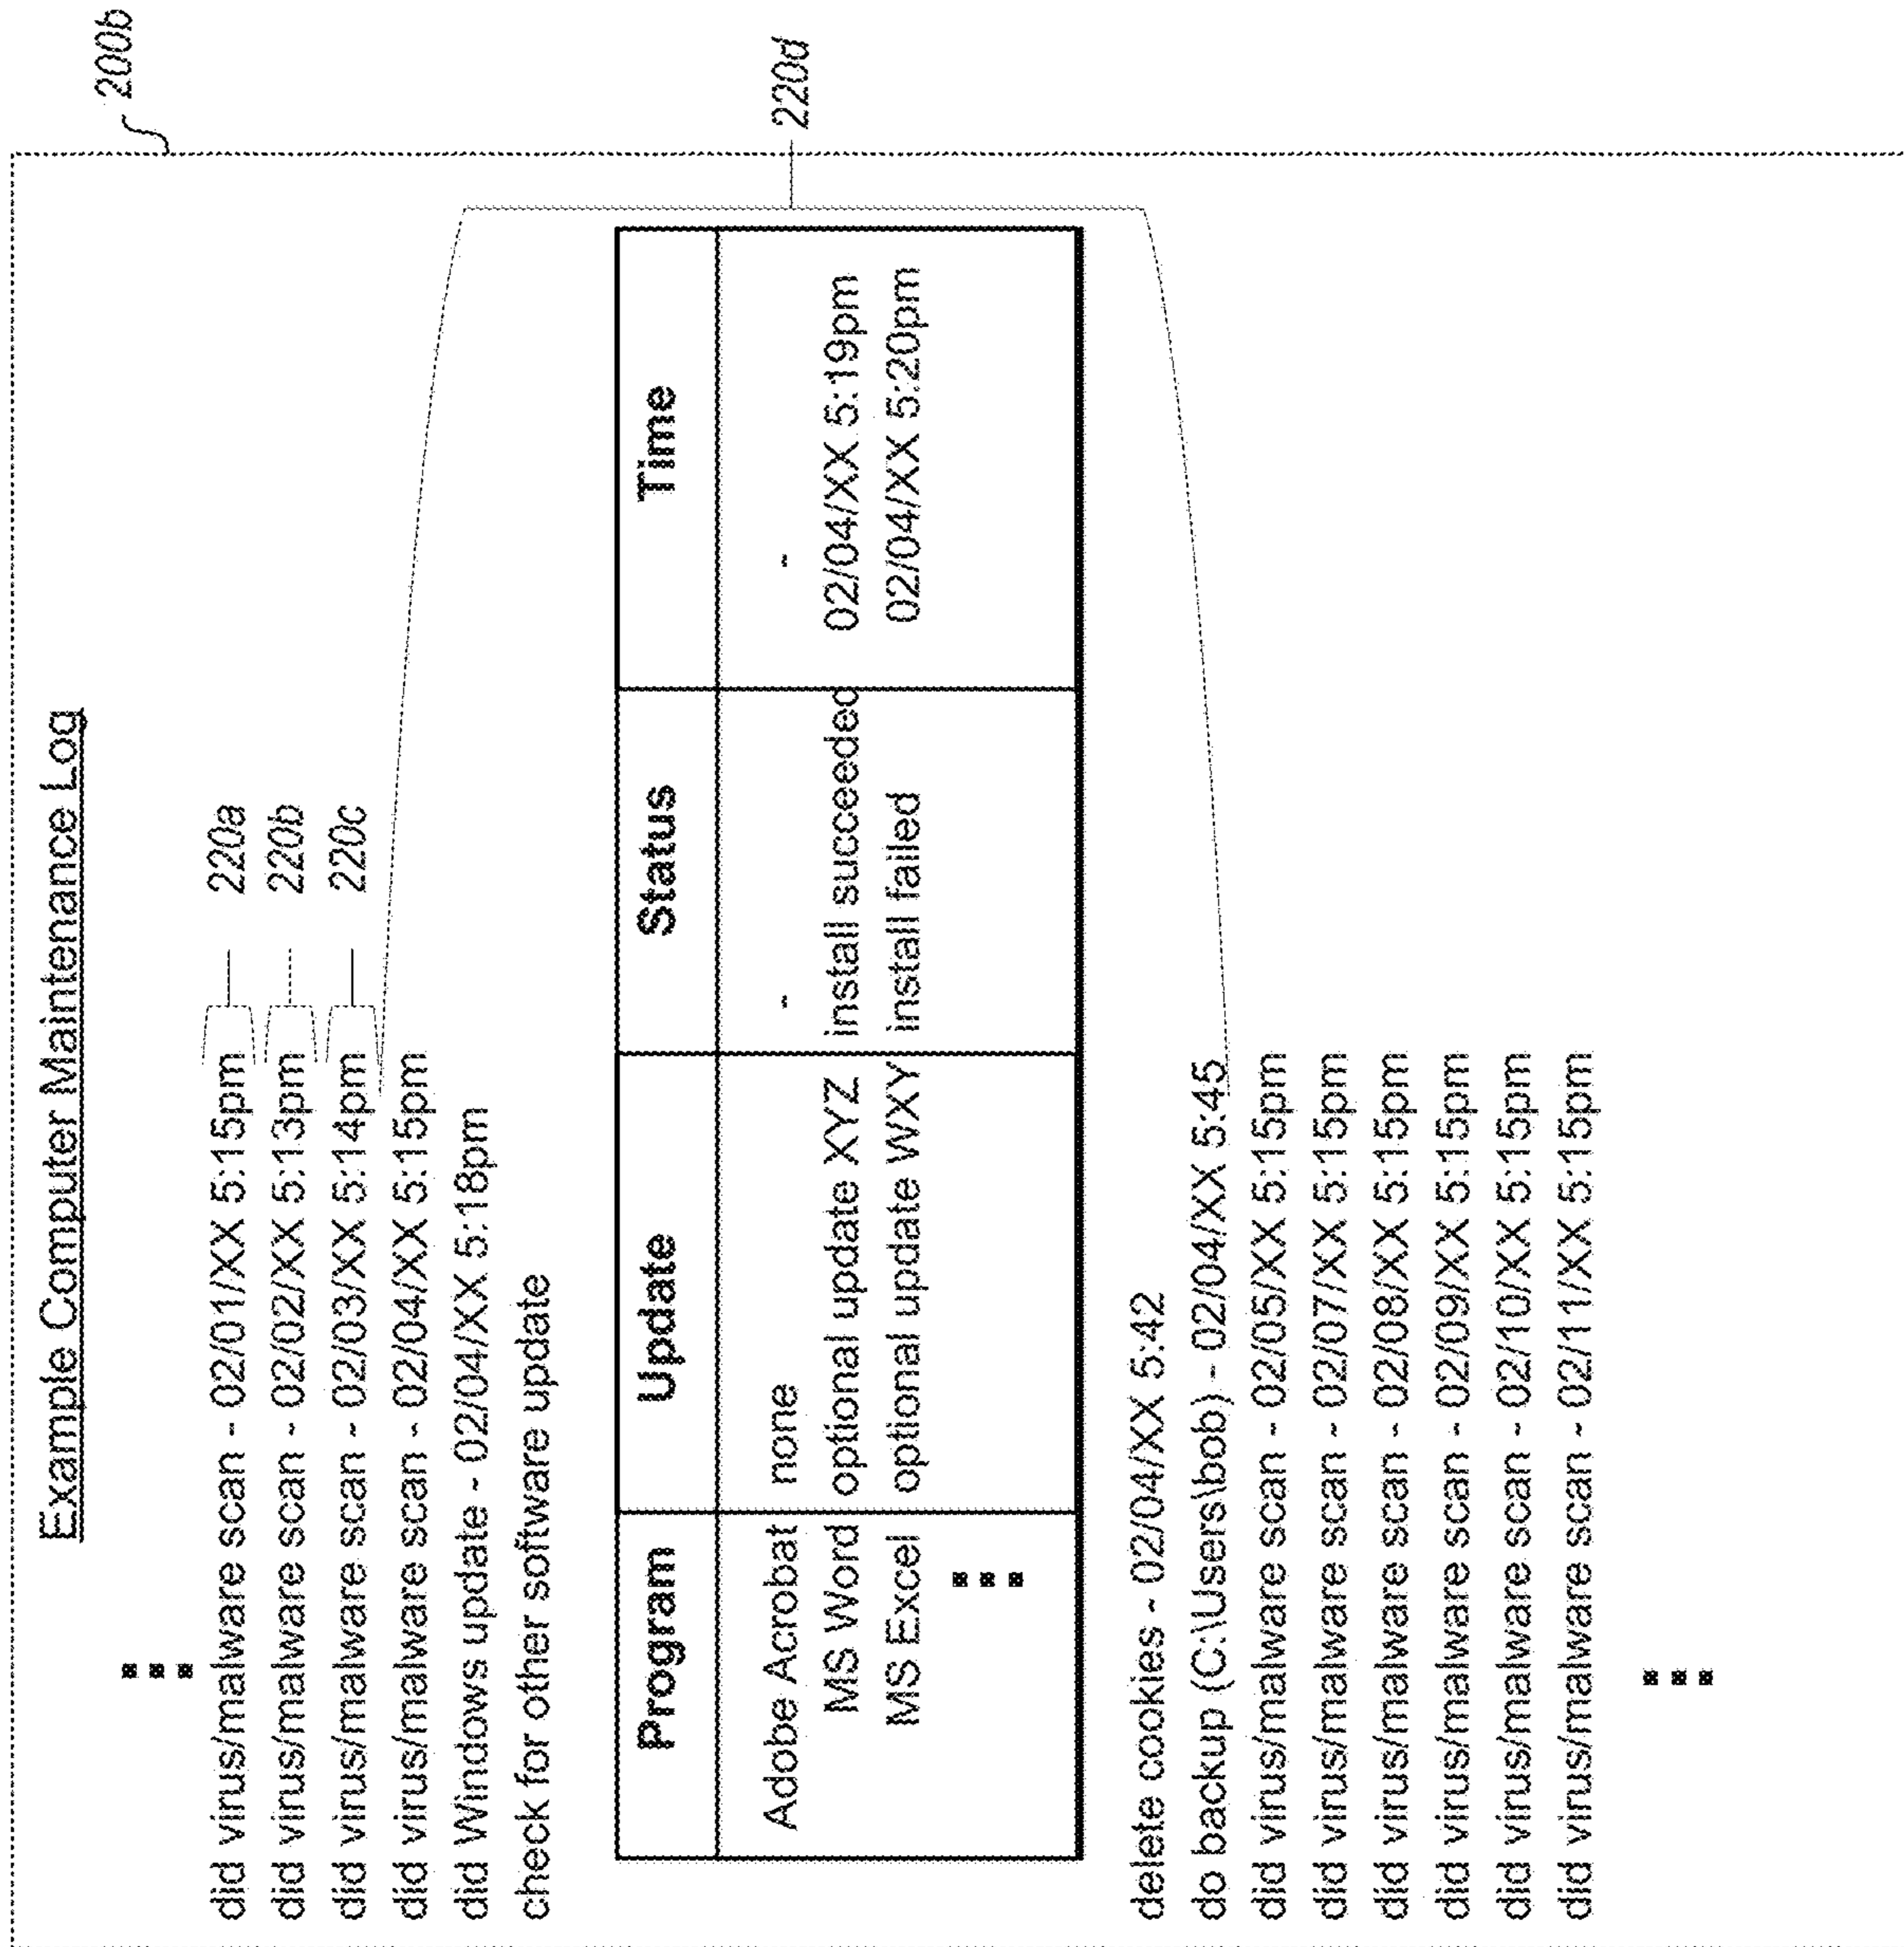 Example Computer Maintenance Log
200b
did virus/malware scan - 02/01/XX 5:15pm 220a
did virus/malware scan - 02/02/XX 5:13pm 220b
did virus/malware scan - 02/03/XX 5:14pm 220c
did virus/malware scan - 02/04/XX 5:15pm
did Windows update - 02/04/XX 5:18pm
check for other software update
Program Update Status Time
Adobe Acrobat none - -
MS Word optional update XYZ install succeeded 02/04/XX 5:19pm
MS Excel optional update WXY install failed 02/04/XX 5:20pm
220d
delete cookies - 02/04/XX 5:42
do backup (C:\Users\bob) - 02/04/XX 5:45
did virus/malware scan - 02/05/XX 5:15pm
did virus/malware scan - 02/07/XX 5:15pm
did virus/malware scan - 02/08/XX 5:15pm
did virus/malware scan - 02/09/XX 5:15pm
did virus/malware scan - 02/10/XX 5:15pm
did virus/malware scan - 02/11/XX 5:15pm